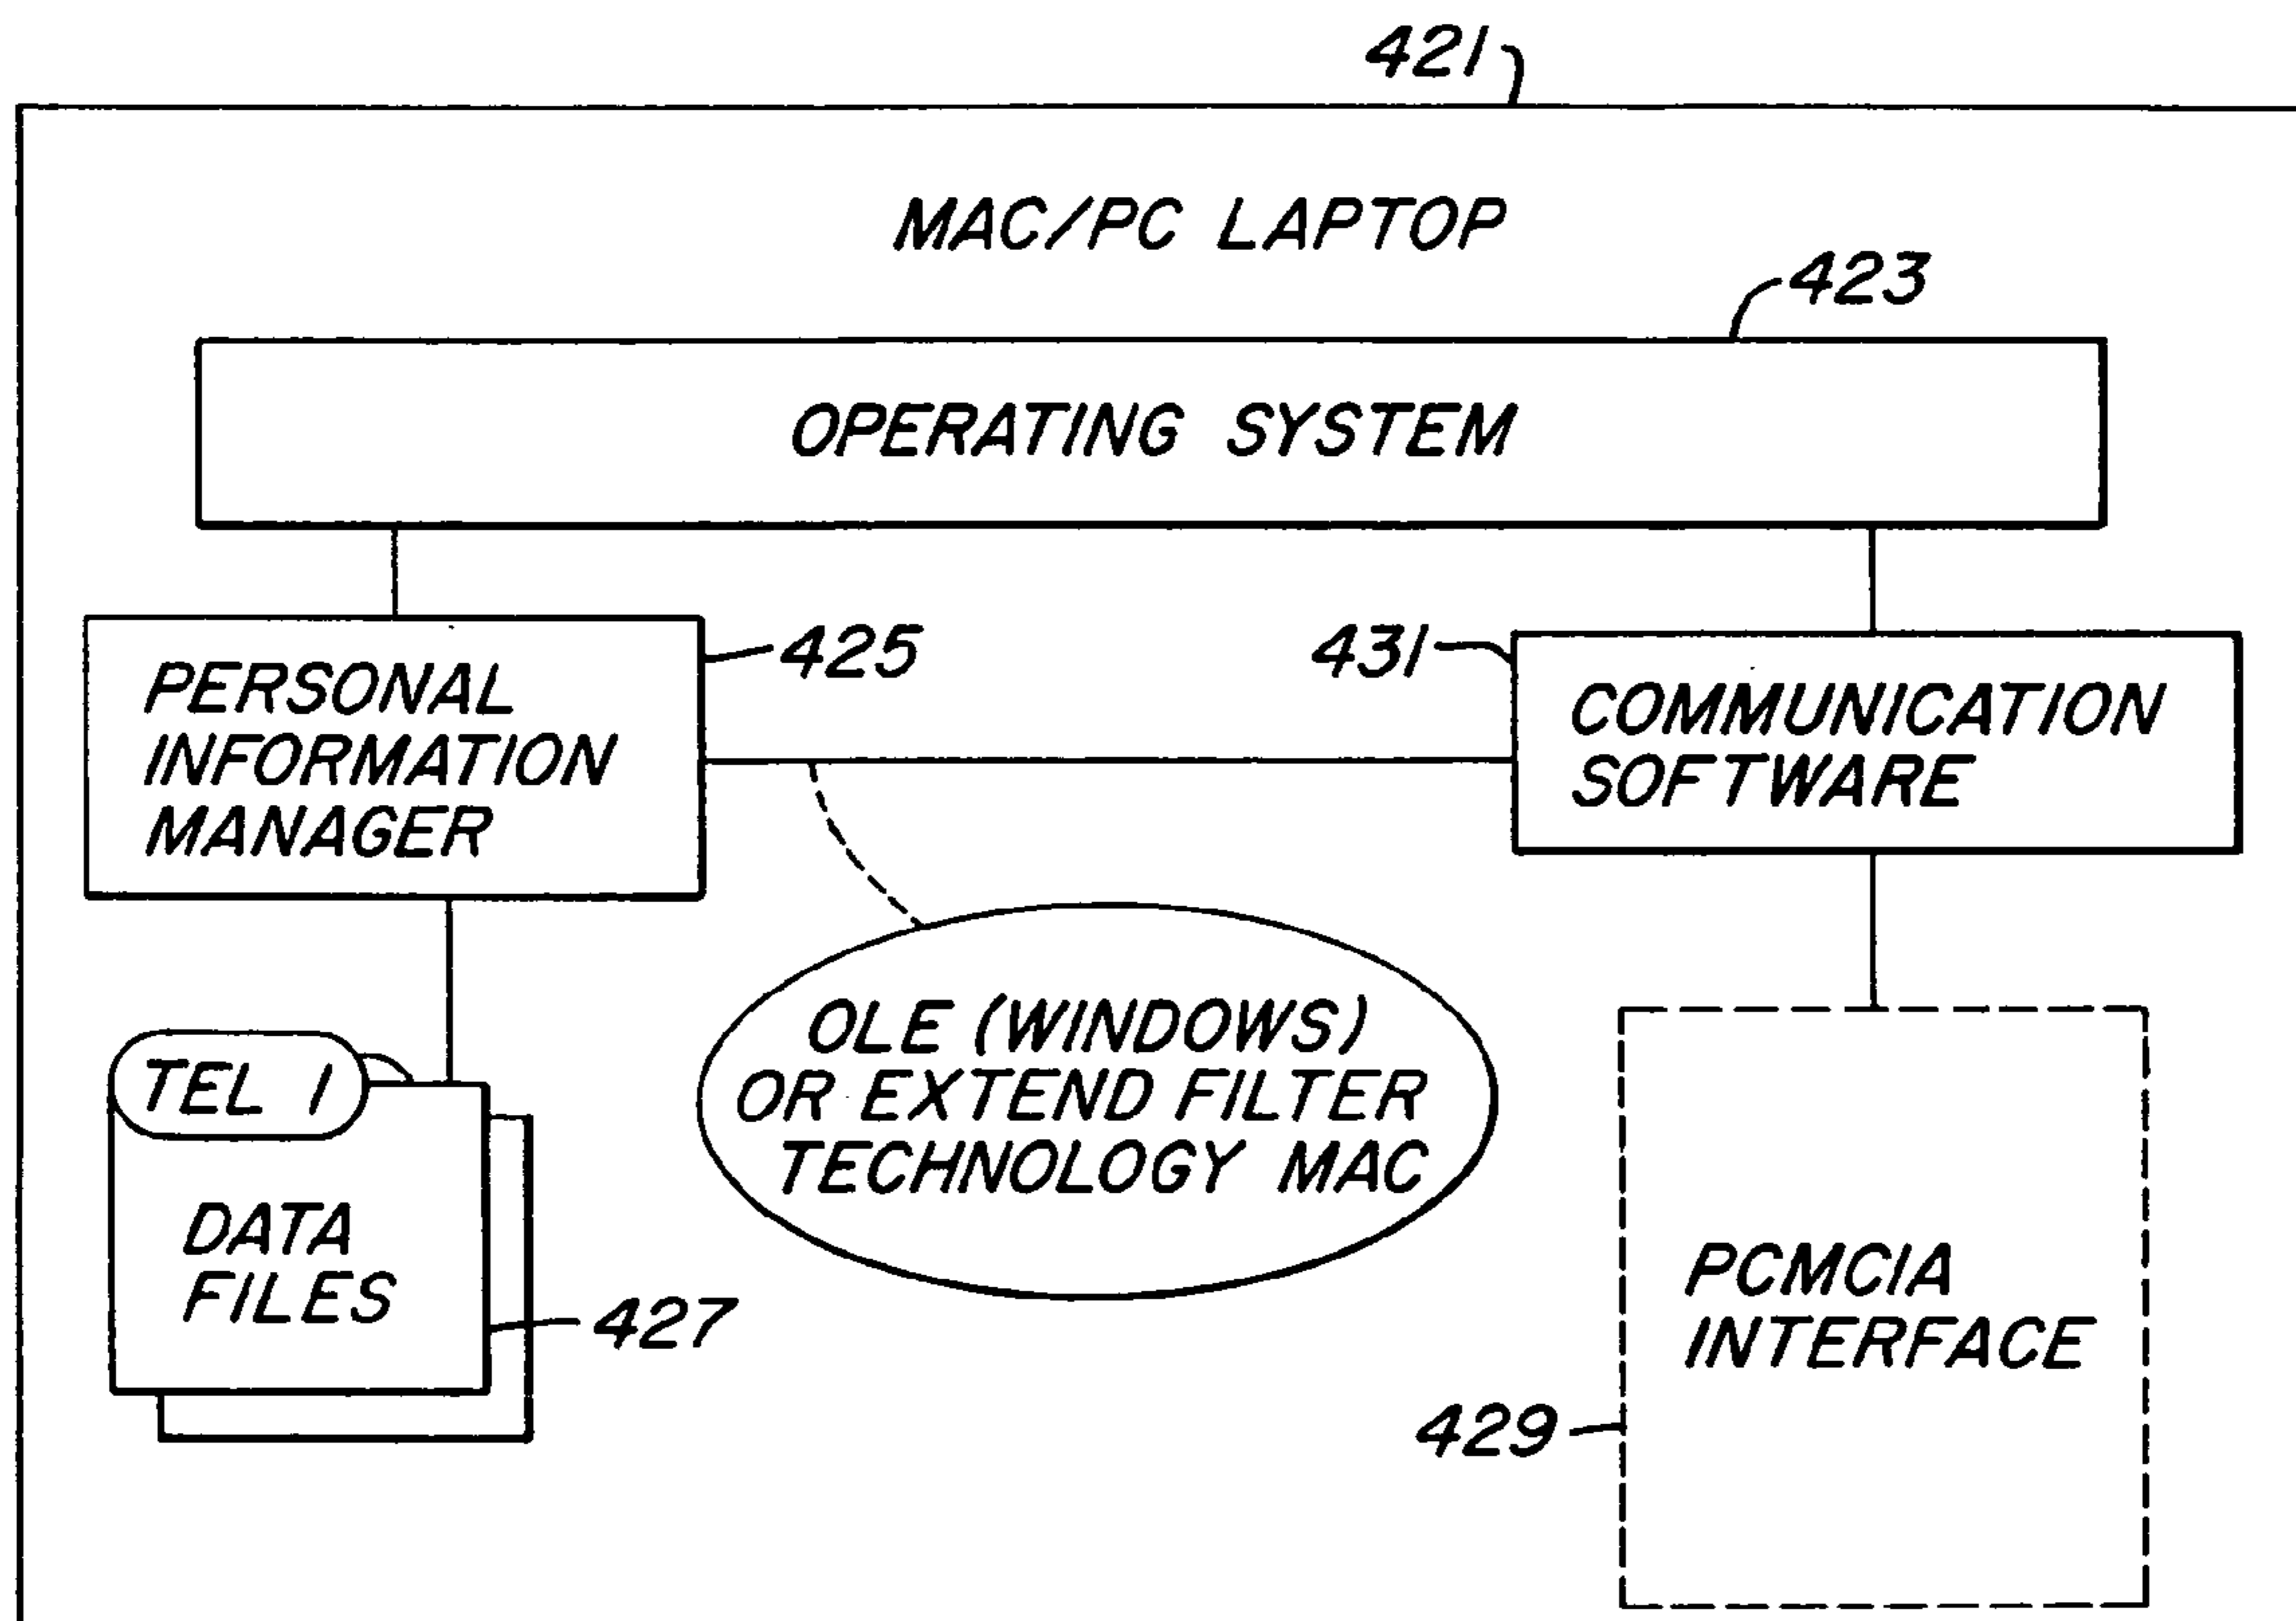 421
MAC/PC LAPTOP
423
OPERATING SYSTEM
425
431
PERSONAL
INFORMATION
MANAGER
COMMUNICATION
SOFTWARE
OLE (WINDOWS)
OR EXTEND FILTER
TECHNOLOGY MAC
TEL 1
DATA
FILES
427
PCMCIA
INTERFACE
429